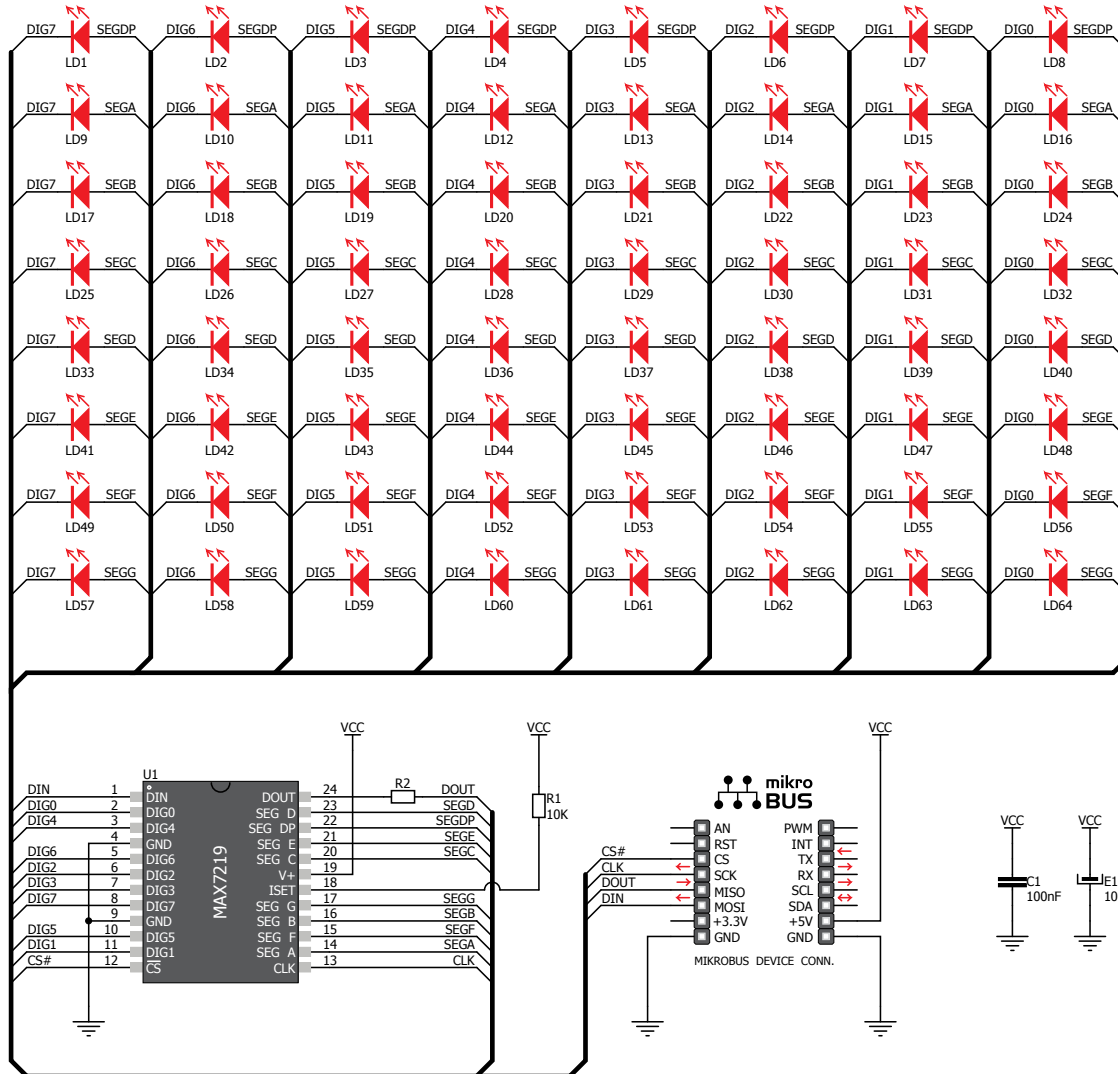 DIG7 SEGDP DIG6 SEGDP DIG5 SEGDP DIG4 SEGDP DIG3 SEGDP DIG2 SEGDP DIG1 SEGDP DIG0 SEGDP
LD1 LD2 LD3 LD4 LD5 LD6 LD7 LD8
DIG7 SEGA DIG6 SEGA DIG5 SEGA DIG4 SEGA DIG3 SEGA DIG2 SEGA DIG1 SEGA DIG0 SEGA
LD9 LD10 LD11 LD12 LD13 LD14 LD15 LD16
DIG7 SEGB DIG6 SEGB DIG5 SEGB DIG4 SEGB DIG3 SEGB DIG2 SEGB DIG1 SEGB DIG0 SEGB
LD17 LD18 LD19 LD20 LD21 LD22 LD23 LD24
DIG7 SEGC DIG6 SEGC DIG5 SEGC DIG4 SEGC DIG3 SEGC DIG2 SEGC DIG1 SEGC DIG0 SEGC
LD25 LD26 LD27 LD28 LD29 LD30 LD31 LD32
DIG7 SEGD DIG6 SEGD DIG5 SEGD DIG4 SEGD DIG3 SEGD DIG2 SEGD DIG1 SEGD DIG0 SEGD
LD33 LD34 LD35 LD36 LD37 LD38 LD39 LD40
DIG7 SEGE DIG6 SEGE DIG5 SEGE DIG4 SEGE DIG3 SEGE DIG2 SEGE DIG1 SEGE DIG0 SEGE
LD41 LD42 LD43 LD44 LD45 LD46 LD47 LD48
DIG7 SEGF DIG6 SEGF DIG5 SEGF DIG4 SEGF DIG3 SEGF DIG2 SEGF DIG1 SEGF DIG0 SEGF
LD49 LD50 LD51 LD52 LD53 LD54 LD55 LD56
DIG7 SEGG DIG6 SEGG DIG5 SEGG DIG4 SEGG DIG3 SEGG DIG2 SEGG DIG1 SEGG DIG0 SEGG
LD57 LD58 LD59 LD60 LD61 LD62 LD63 LD64
VCC VCC VCC
U1
MAX7219
DIN 1 DIN DOUT 24 R2 DOUT
DIG0 2 DIG0 SEG D 23 SEGD
DIG4 3 DIG4 SEG DP 22 SEGDP
4 GND SEG E 21 SEGE
DIG6 5 DIG6 SEG C 20 SEGC
DIG2 6 DIG2 V+ 19
DIG3 7 DIG3 ISET 18
DIG7 8 DIG7 SEG G 17 SEGG
9 GND SEG B 16 SEGB
DIG5 10 DIG5 SEG F 15 SEGF
DIG1 11 DIG1 SEG A 14 SEGA
CS# 12 CS CLK 13 CLK
R1
10K
mikro
BUS
AN PWM
RST INT
CS# CS TX
CLK SCK RX
DOUT MISO SCL
DIN MOSI SDA
+3.3V +5V
GND GND
MIKROBUS DEVICE CONN.
VCC VCC
C1
100nF
E1
10